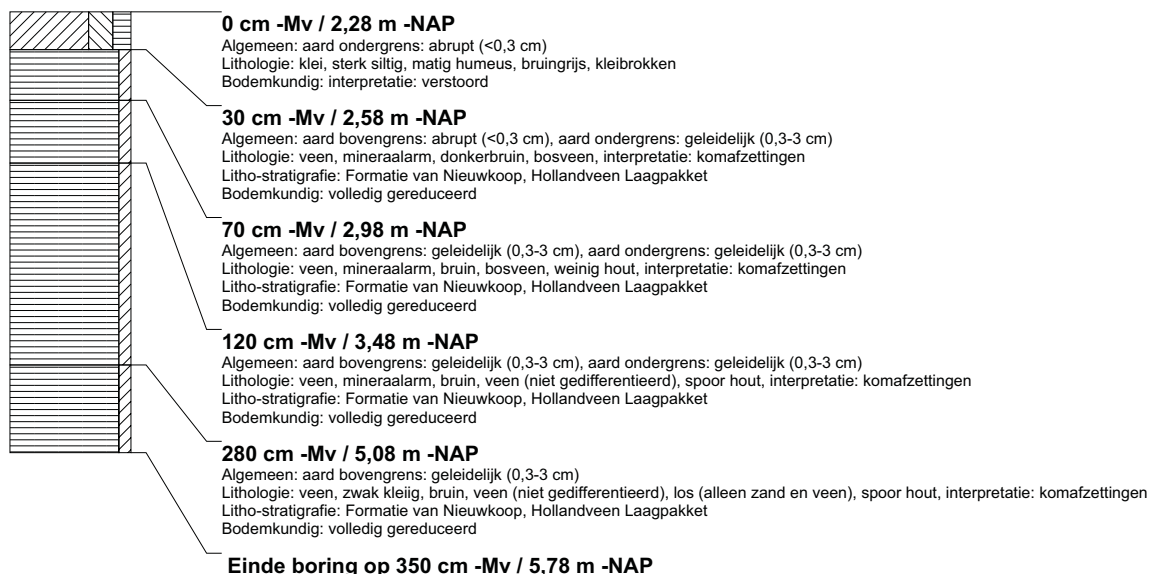 0 cm -Mv / 2,28 m -NAP
Algemeen: aard ondergrens: abrupt (<0,3 cm)
Lithologie: klei, sterk siltig, matig humeus, bruingrijs, kleibrokken
Bodemkundig: interpretatie: verstoord
30 cm -Mv / 2,58 m -NAP
Algemeen: aard bovengrens: abrupt (<0,3 cm), aard ondergrens: geleidelijk (0,3-3 cm)
Lithologie: veen, mineraalarm, donkerbruin, bosveen, interpretatie: komafzettingen
Litho-stratigrafie: Formatie van Nieuwkoop, Hollandveen Laagpakket
Bodemkundig: volledig gereduceerd
70 cm -Mv / 2,98 m -NAP
Algemeen: aard bovengrens: geleidelijk (0,3-3 cm), aard ondergrens: geleidelijk (0,3-3 cm)
Lithologie: veen, mineraalarm, bruin, bosveen, weinig hout, interpretatie: komafzettingen
Litho-stratigrafie: Formatie van Nieuwkoop, Hollandveen Laagpakket
Bodemkundig: volledig gereduceerd
120 cm -Mv / 3,48 m -NAP
Algemeen: aard bovengrens: geleidelijk (0,3-3 cm), aard ondergrens: geleidelijk (0,3-3 cm)
Lithologie: veen, mineraalarm, bruin, veen (niet gedifferentieerd), spoor hout, interpretatie: komafzettingen
Litho-stratigrafie: Formatie van Nieuwkoop, Hollandveen Laagpakket
Bodemkundig: volledig gereduceerd
280 cm -Mv / 5,08 m -NAP
Algemeen: aard bovengrens: geleidelijk (0,3-3 cm)
Lithologie: veen, zwak kleiig, bruin, veen (niet gedifferentieerd), los (alleen zand en veen), spoor hout, interpretatie: komafzettingen
Litho-stratigrafie: Formatie van Nieuwkoop, Hollandveen Laagpakket
Bodemkundig: volledig gereduceerd
Einde boring op 350 cm -Mv / 5,78 m -NAP